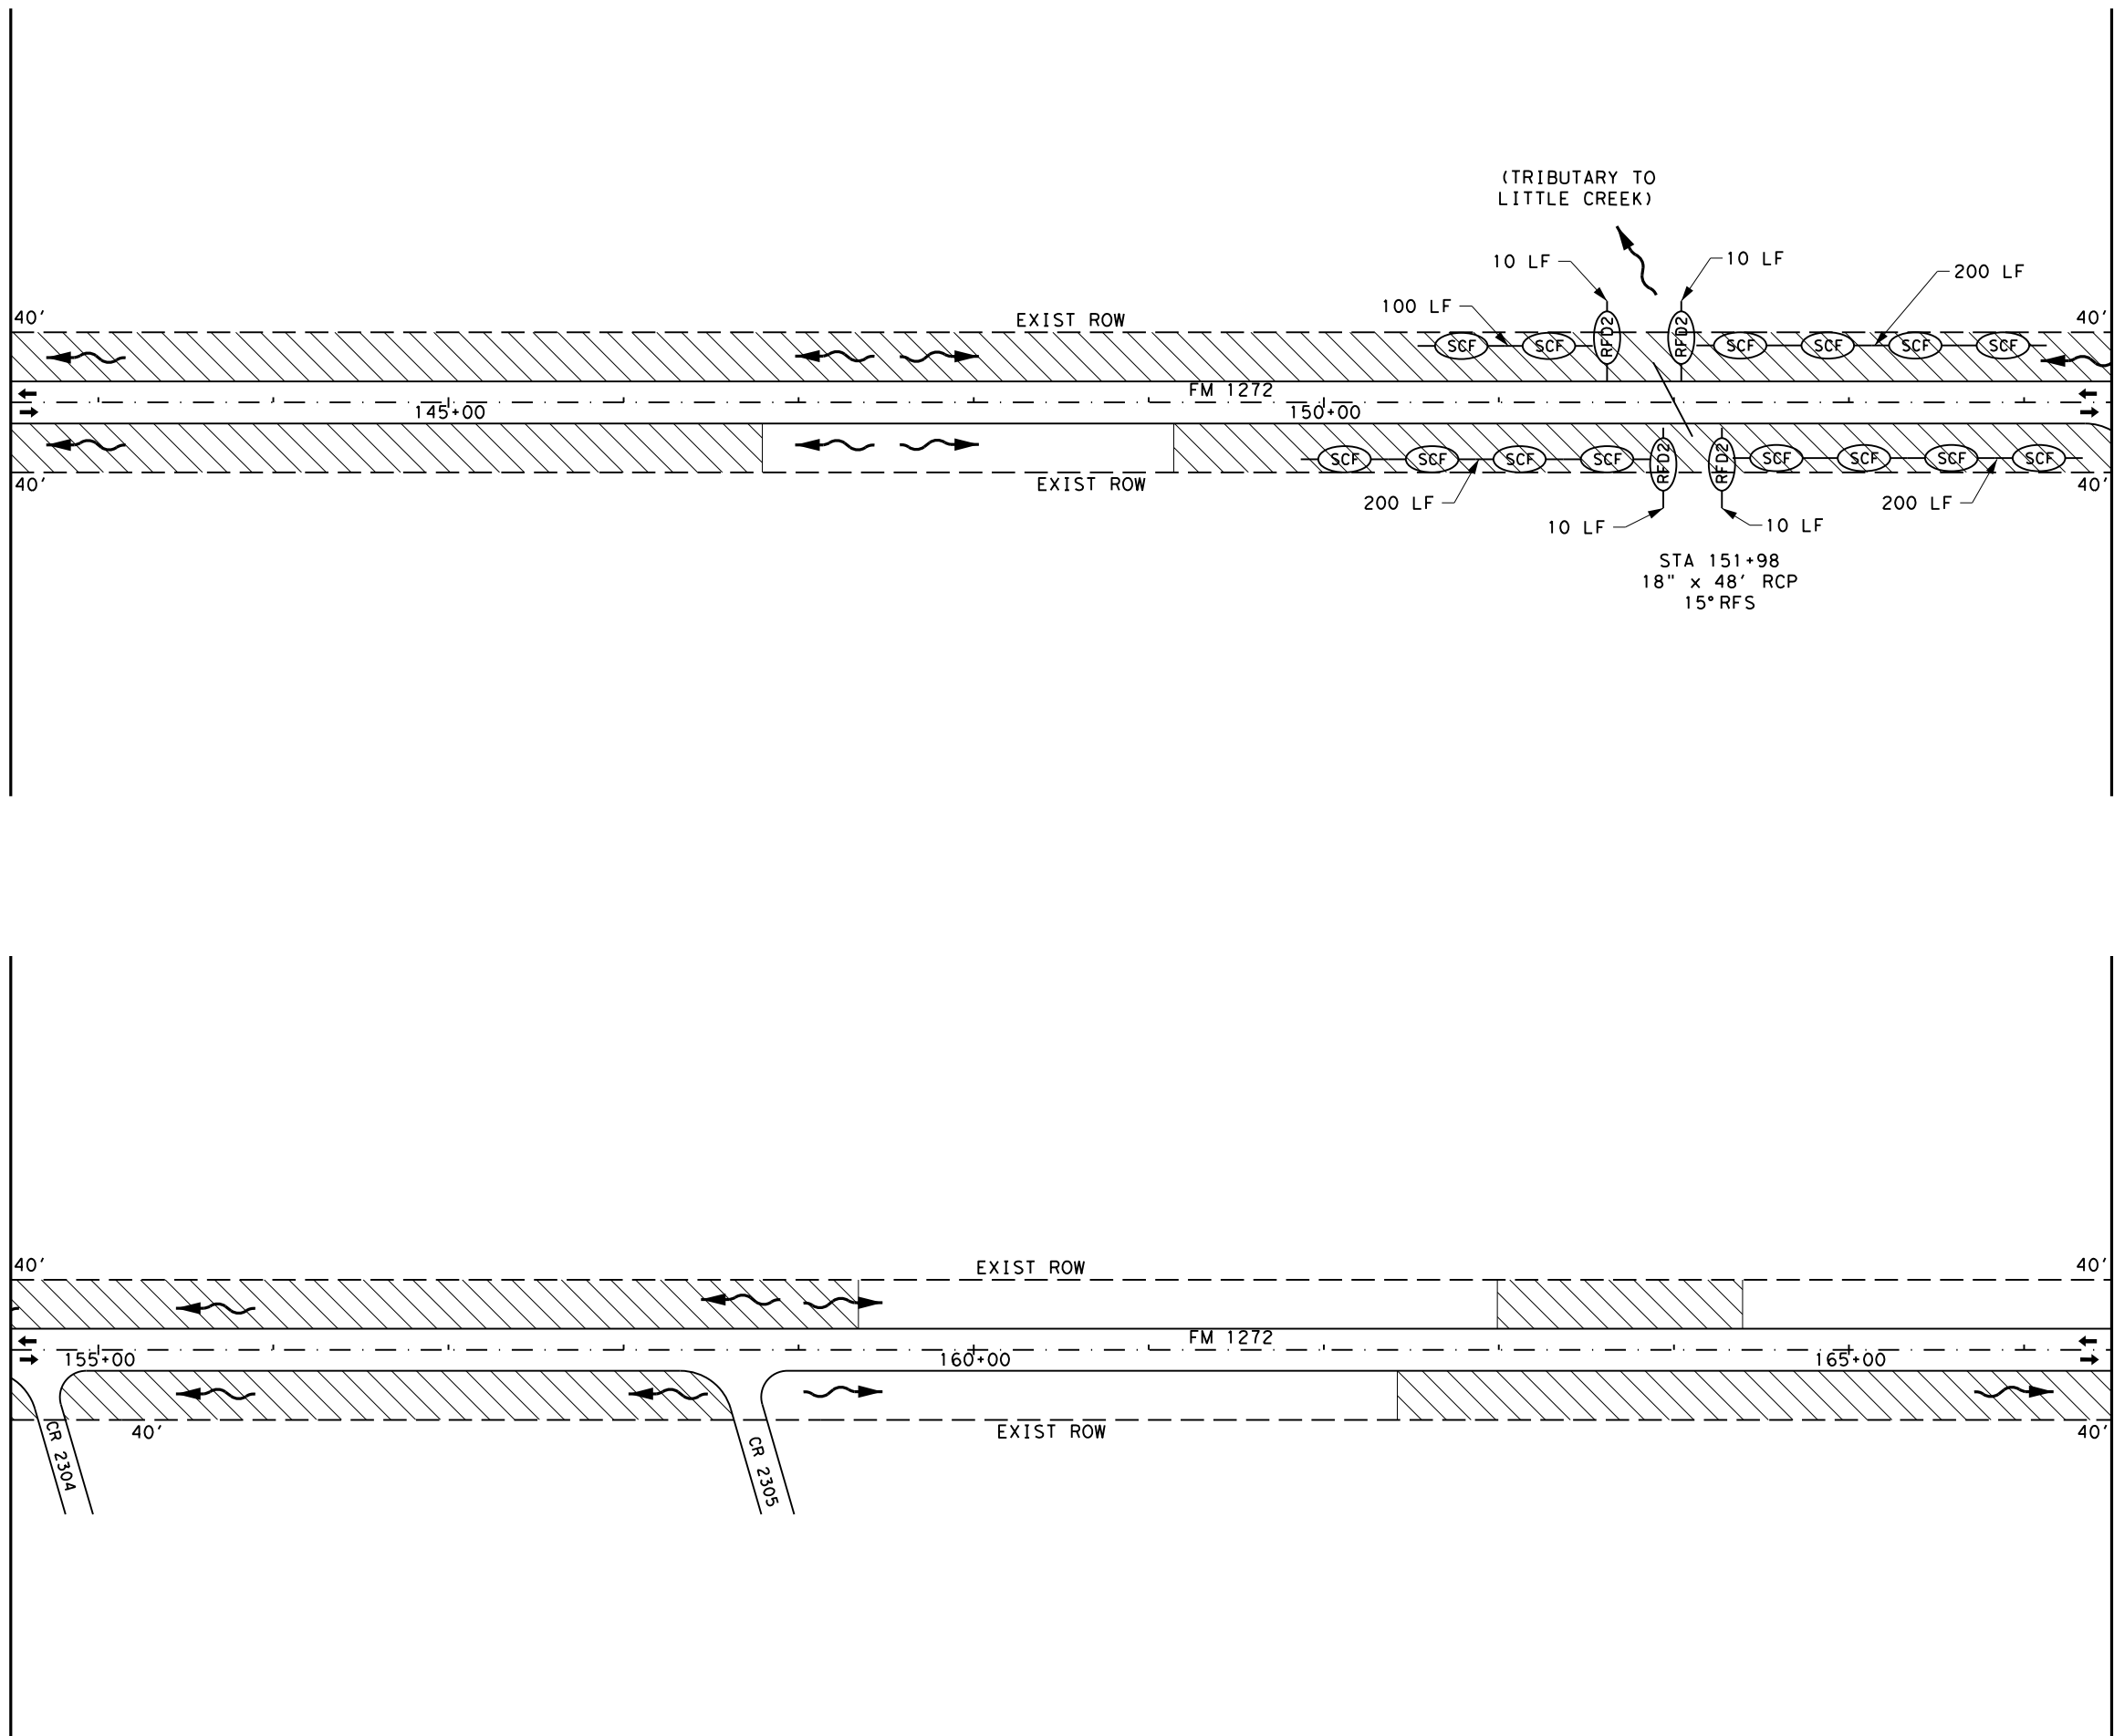 (TRIBUTARY TO
LITTLE CREEK)
10 LF
10 LF
200 LF
100 LF
40'
EXIST ROW
40'
RFD2
RFD2
SCF
SCF
SCF
SCF
SCF
SCF
FM 1272
145+00
150+00
SCF
SCF
SCF
SCF
RFD2
RFD2
SCF
SCF
SCF
SCF
40'
EXIST ROW
40'
200 LF
200 LF
10 LF
10 LF
STA 151+98
18" x 48' RCP
15° RFS
40'
EXIST ROW
40'
FM 1272
155+00
160+00
165+00
40'
EXIST ROW
40'
CR 2304
CR 2305